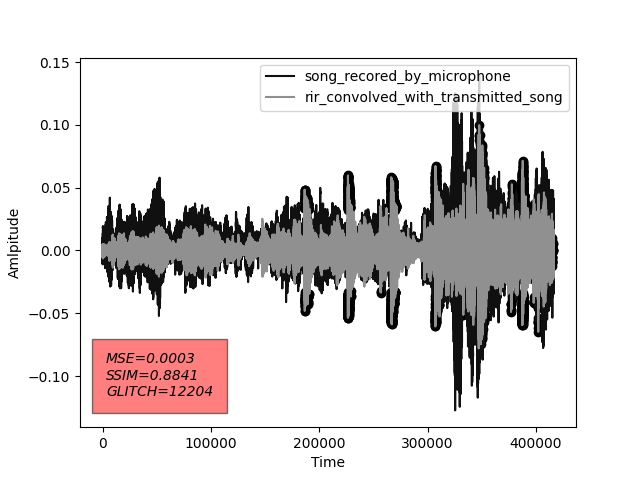 0.15
0.10
0.05
0.00
−0.05
−0.10
Amlpitude
song_recored_by_microphone
rir_convolved_with_transmitted_song
MSE=0.0003
SSIM=0.8841
GLITCH=12204
0 100000 200000 300000 400000
Time